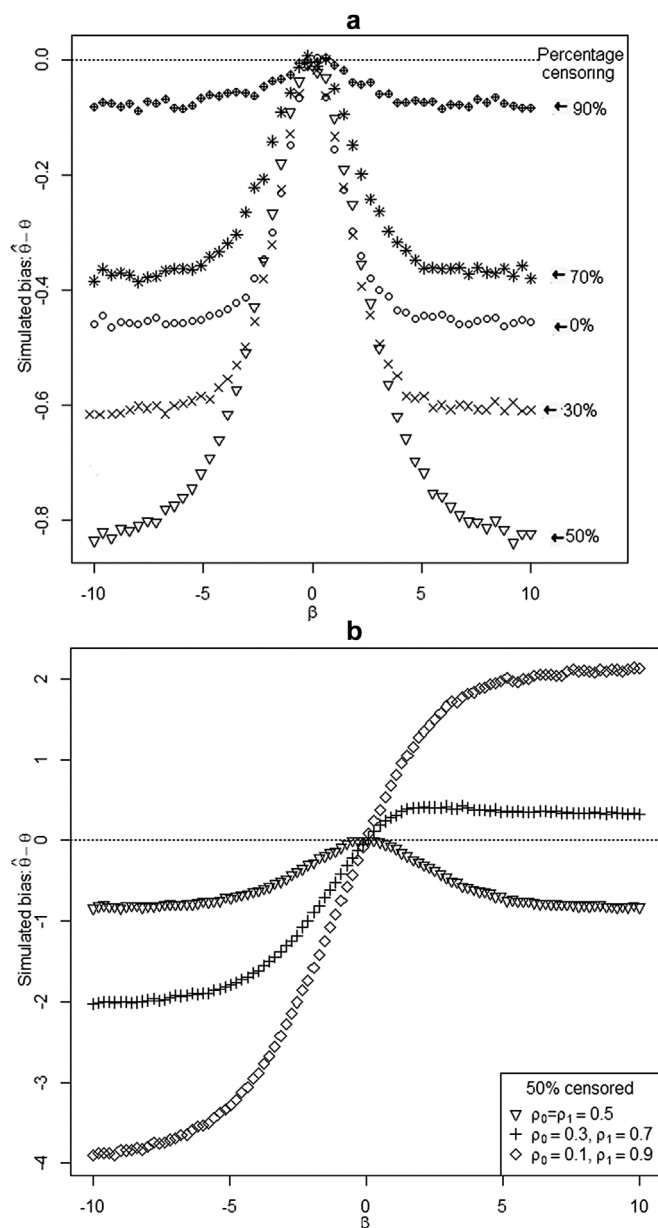 a
Percentage
censoring
90%
70%
0%
30%
50%
0.0
-0.2
-0.4
-0.6
-0.8
Simulated bias: θ̂ − θ
-10 -5 0 5 10
β
b
2
1
0
-1
-2
-3
-4
Simulated bias: θ̂ − θ
50% censored
ρ₀=ρ₁= 0.5
ρ₀= 0.3, ρ₁= 0.7
ρ₀= 0.1, ρ₁= 0.9
-10 -5 0 5 10
β